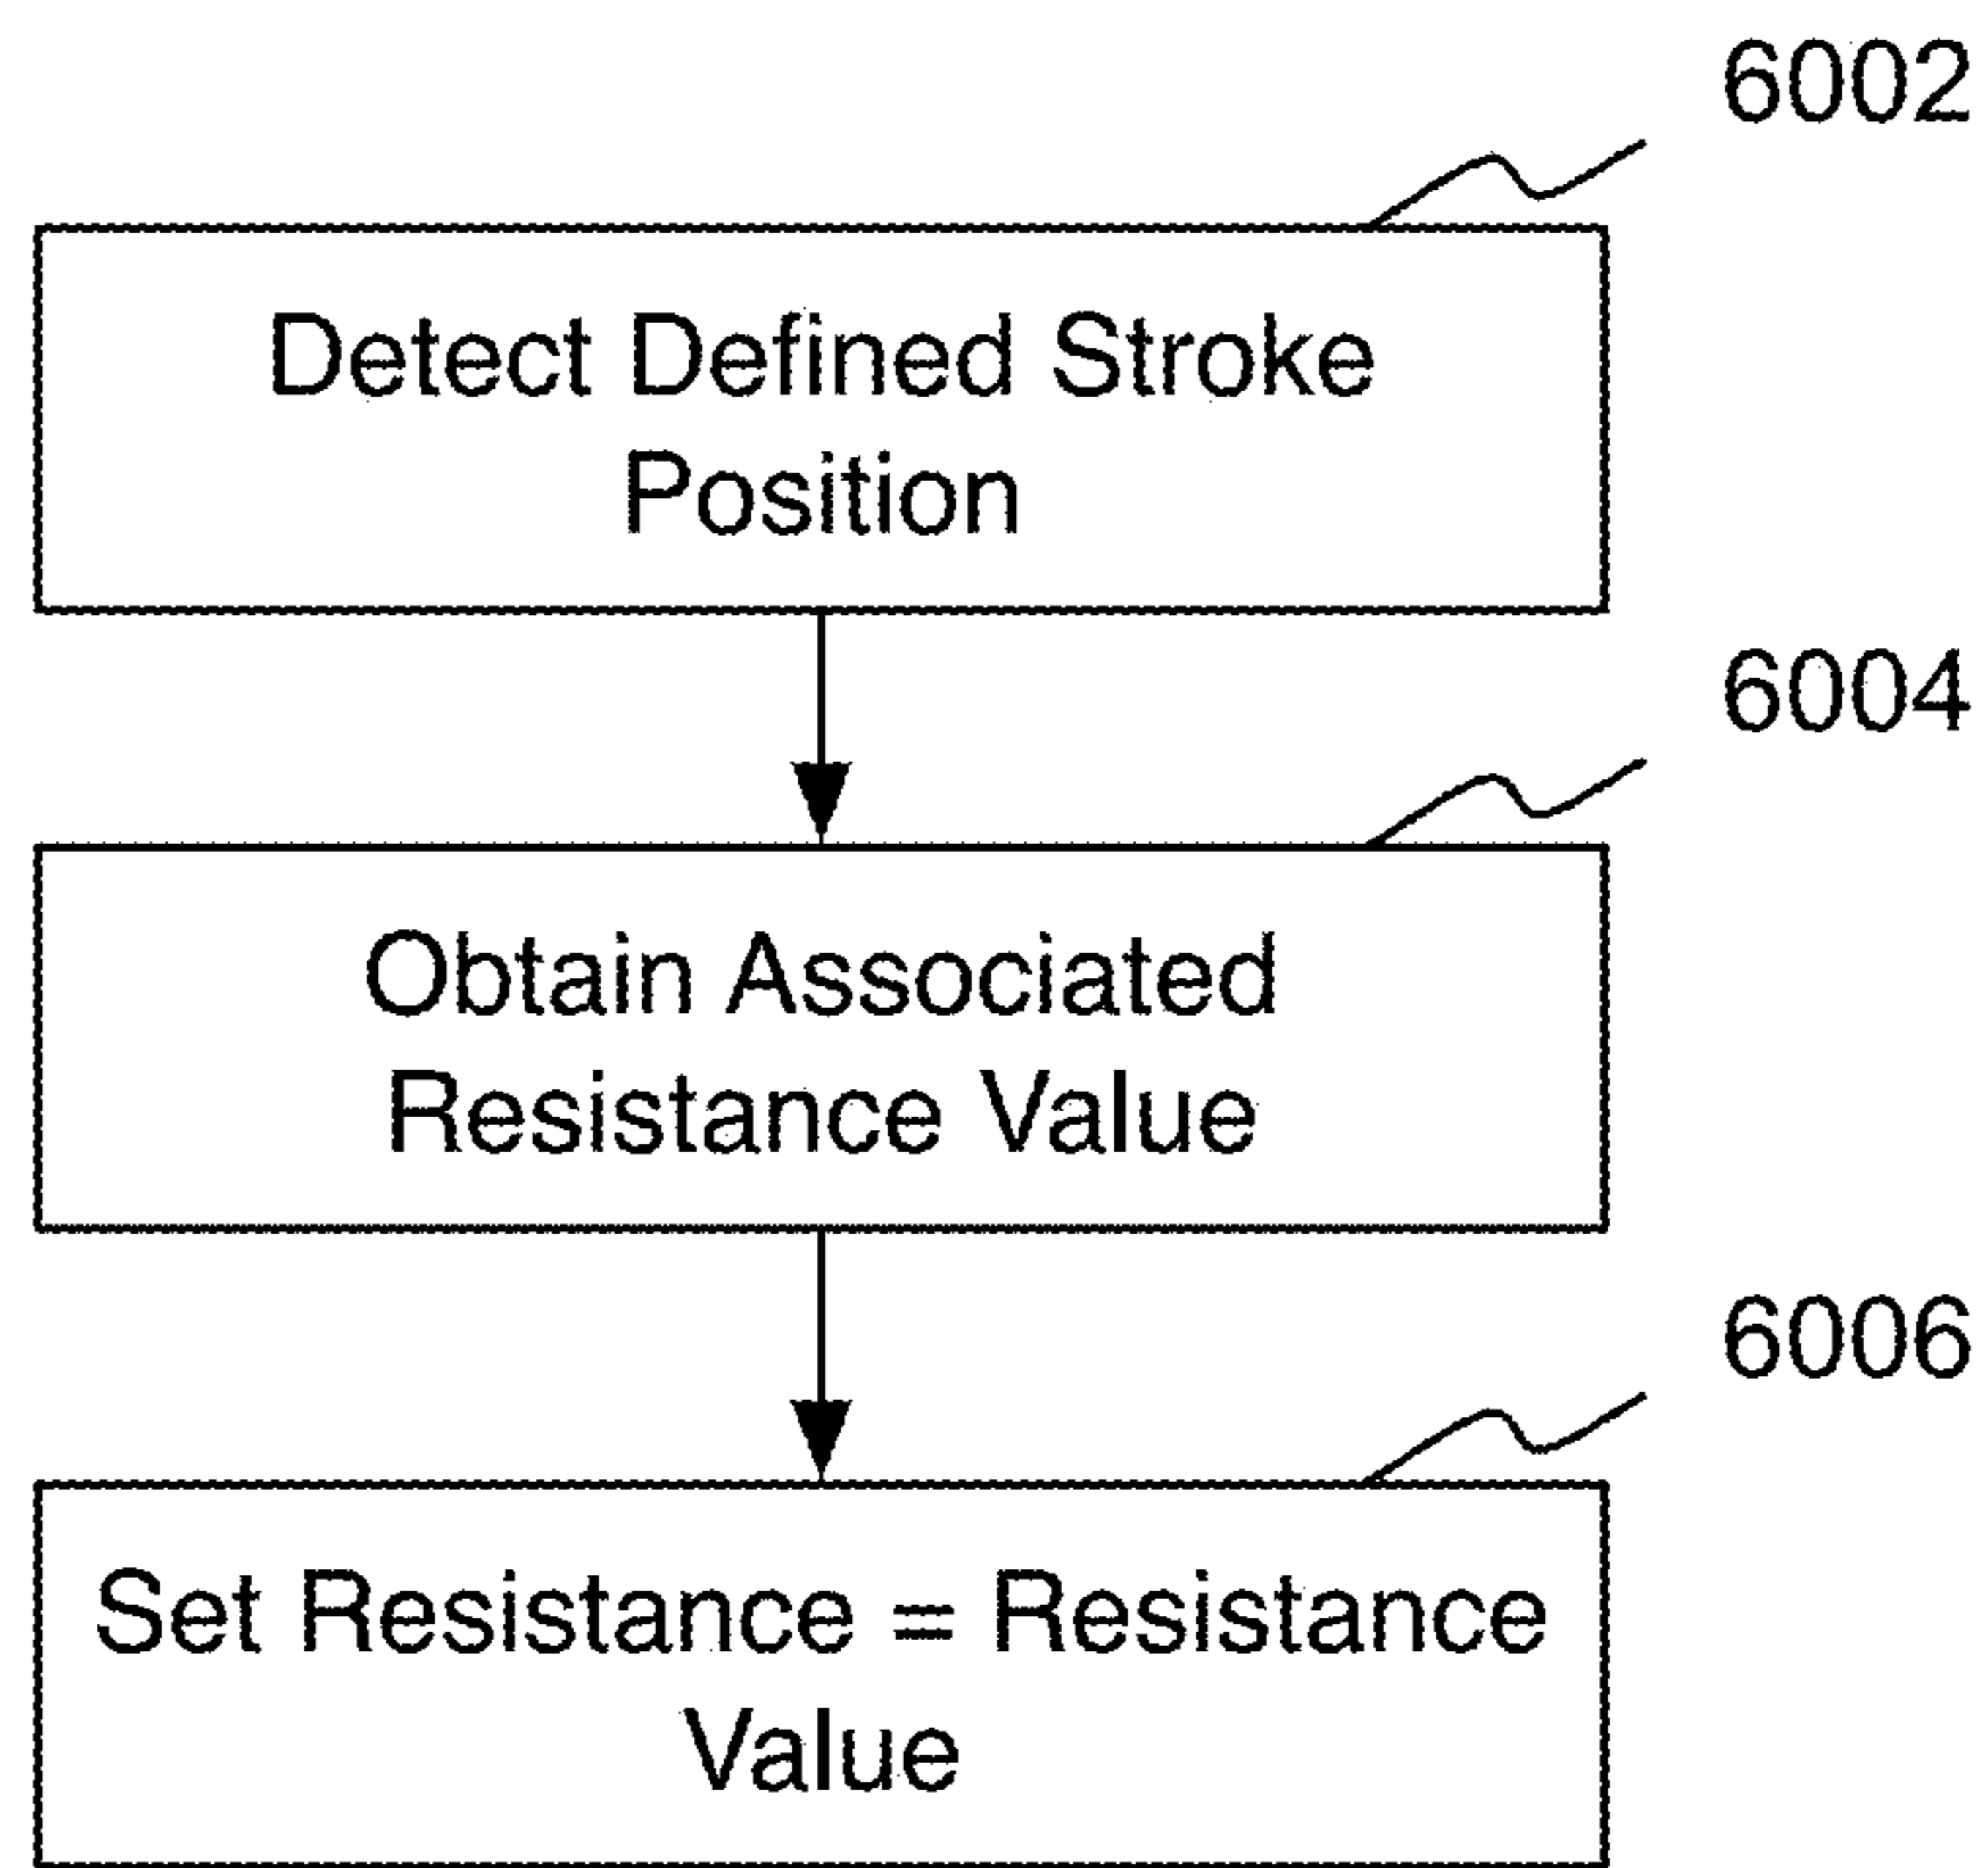 6002
Detect Defined Stroke
Position
6004
Obtain Associated
Resistance Value
6006
Set Resistance = Resistance
Value